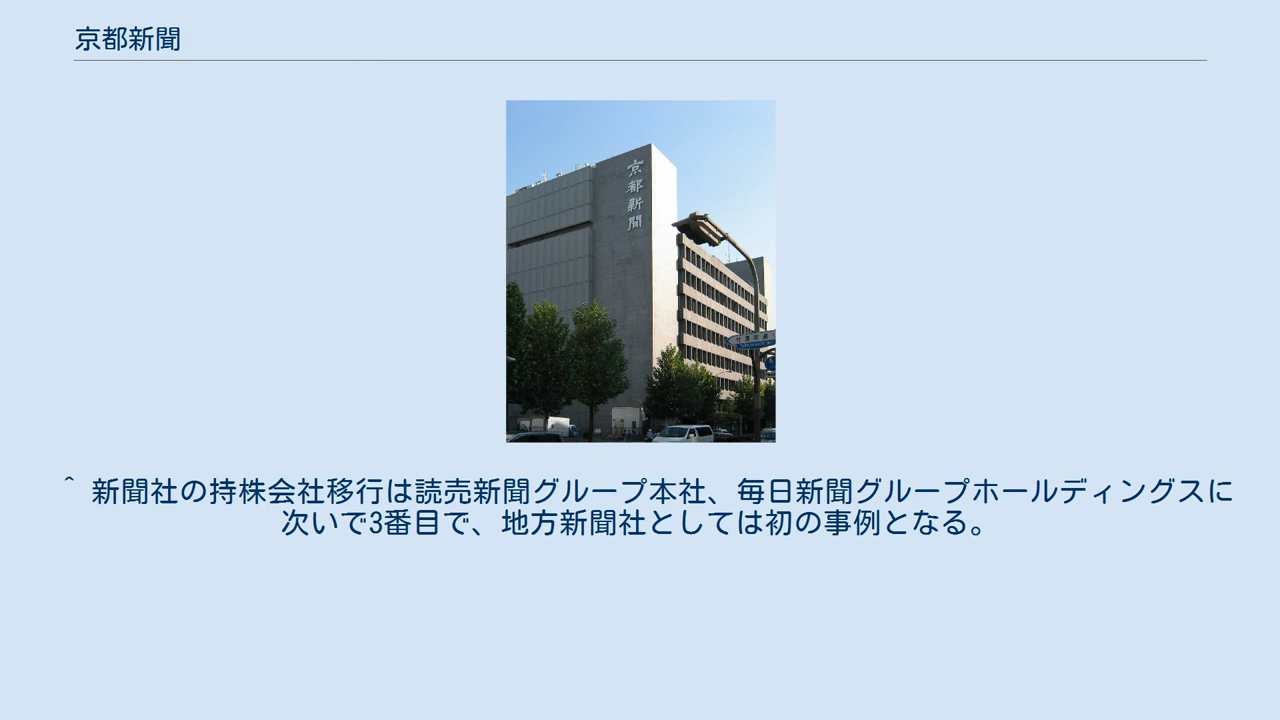 京都新聞
京都新聞
^ 新聞社の持株会社移行は読売新聞グループ本社、毎日新聞グループホールディングスに
次いで3番目で、地方新聞社としては初の事例となる。